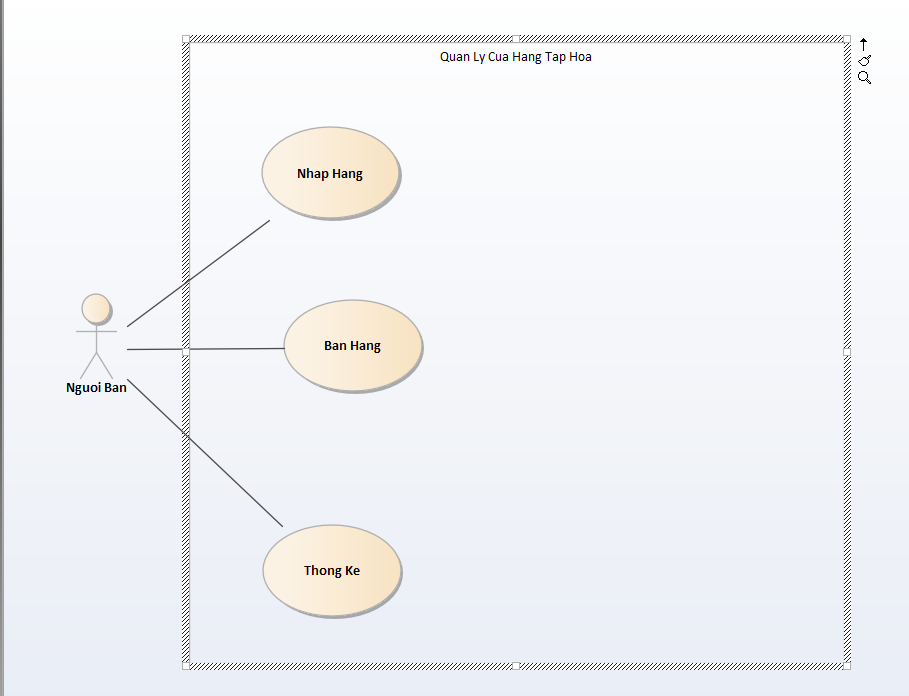 Quan Ly Cua Hang Tap Hoa
Nhap Hang
Ban Hang
Nguoi Ban
Thong Ke